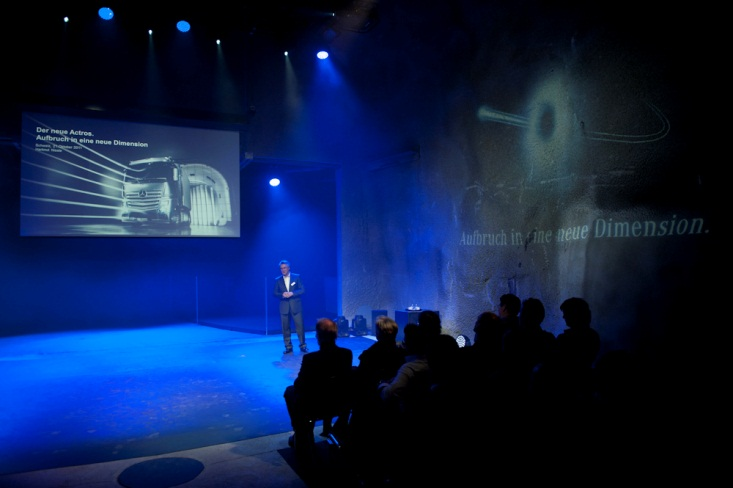 Der neue Actros.
Aufbruch in eine neue Dimension
Aufbruch in eine neue Dimension.